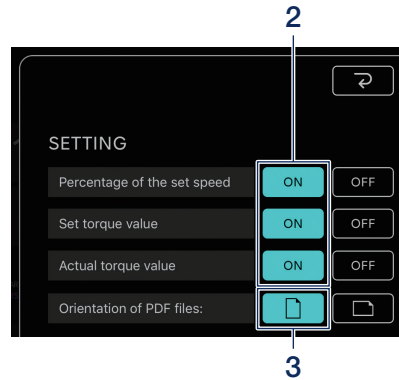 2
SETTING
Percentage of the set speed ON OFF
Set torque value ON OFF
Actual torque value ON OFF
Orientation of PDF files:
3